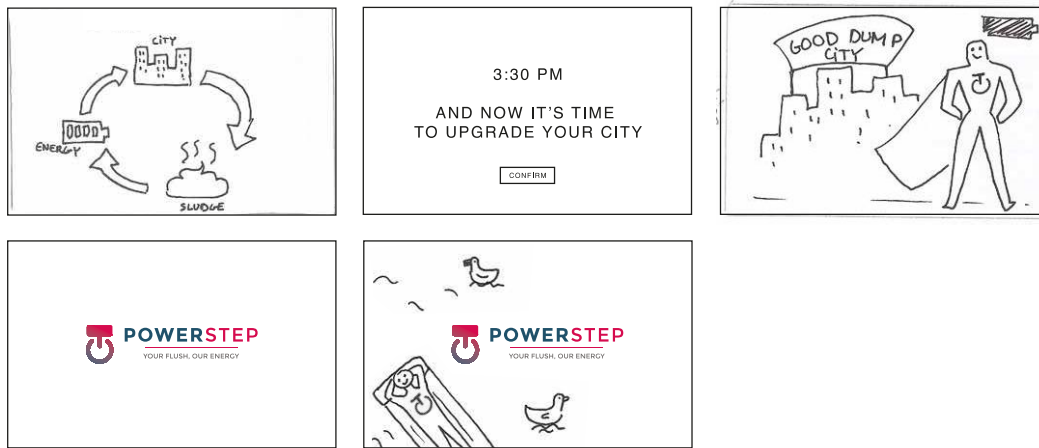 CITY
ENERGY
SLUDGE
3:30 PM
AND NOW IT'S TIME
TO UPGRADE YOUR CITY
CONFIRM
GOOD DUMP
CITY
POWERSTEP
YOUR FLUSH, OUR ENERGY
POWERSTEP
YOUR FLUSH, OUR ENERGY